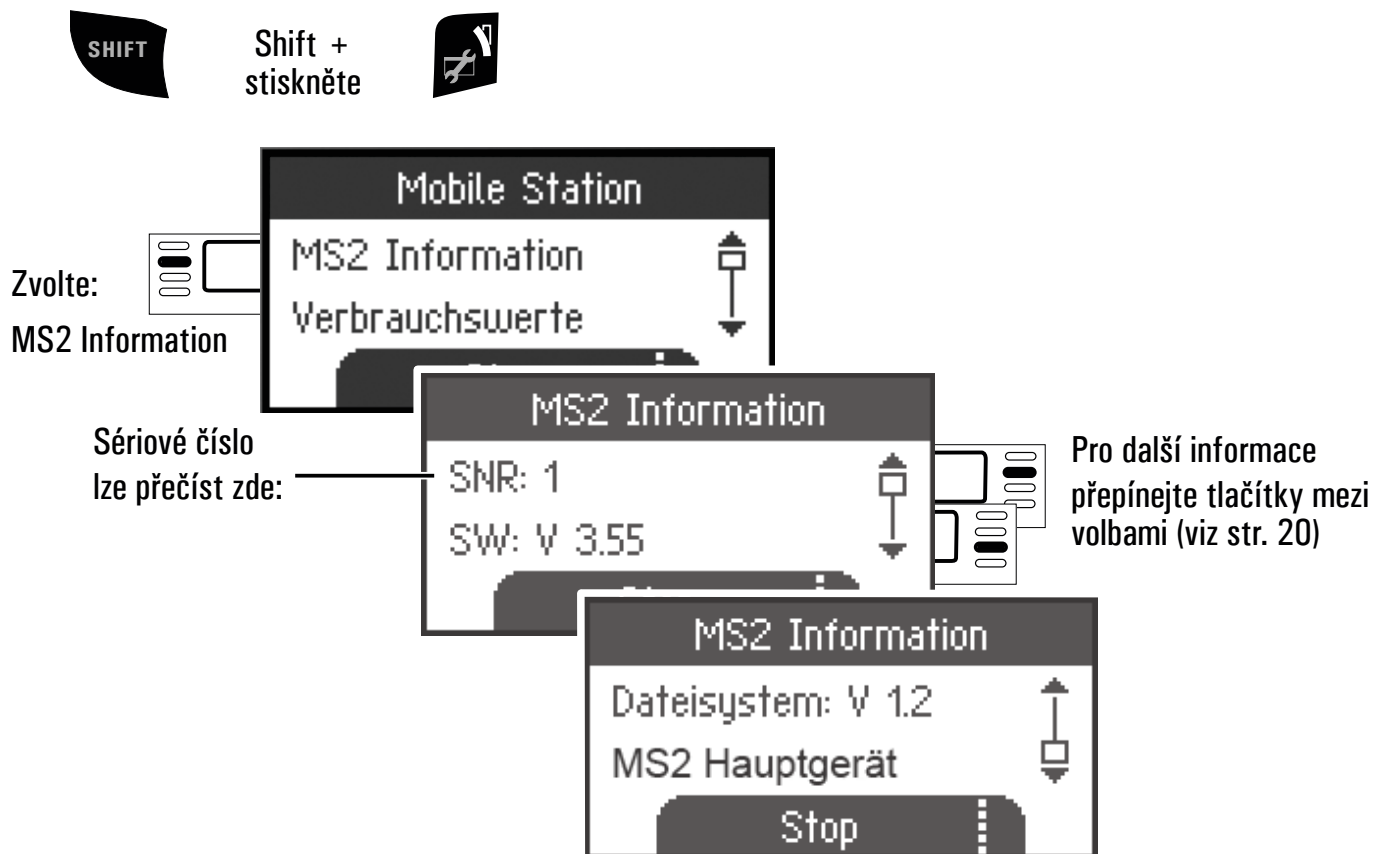 SHIFT
Shift +
stiskněte
Mobile Station
MS2 Information
Verbrauchswerte
Zvolte:
MS2 Information
MS2 Information
SNR: 1
SW: V 3.55
Sériové číslo
lze přečíst zde:
Pro další informace
přepínejte tlačítky mezi
volbami (viz str. 20)
MS2 Information
Dateisystem: V 1.2
MS2 Hauptgerät
Stop